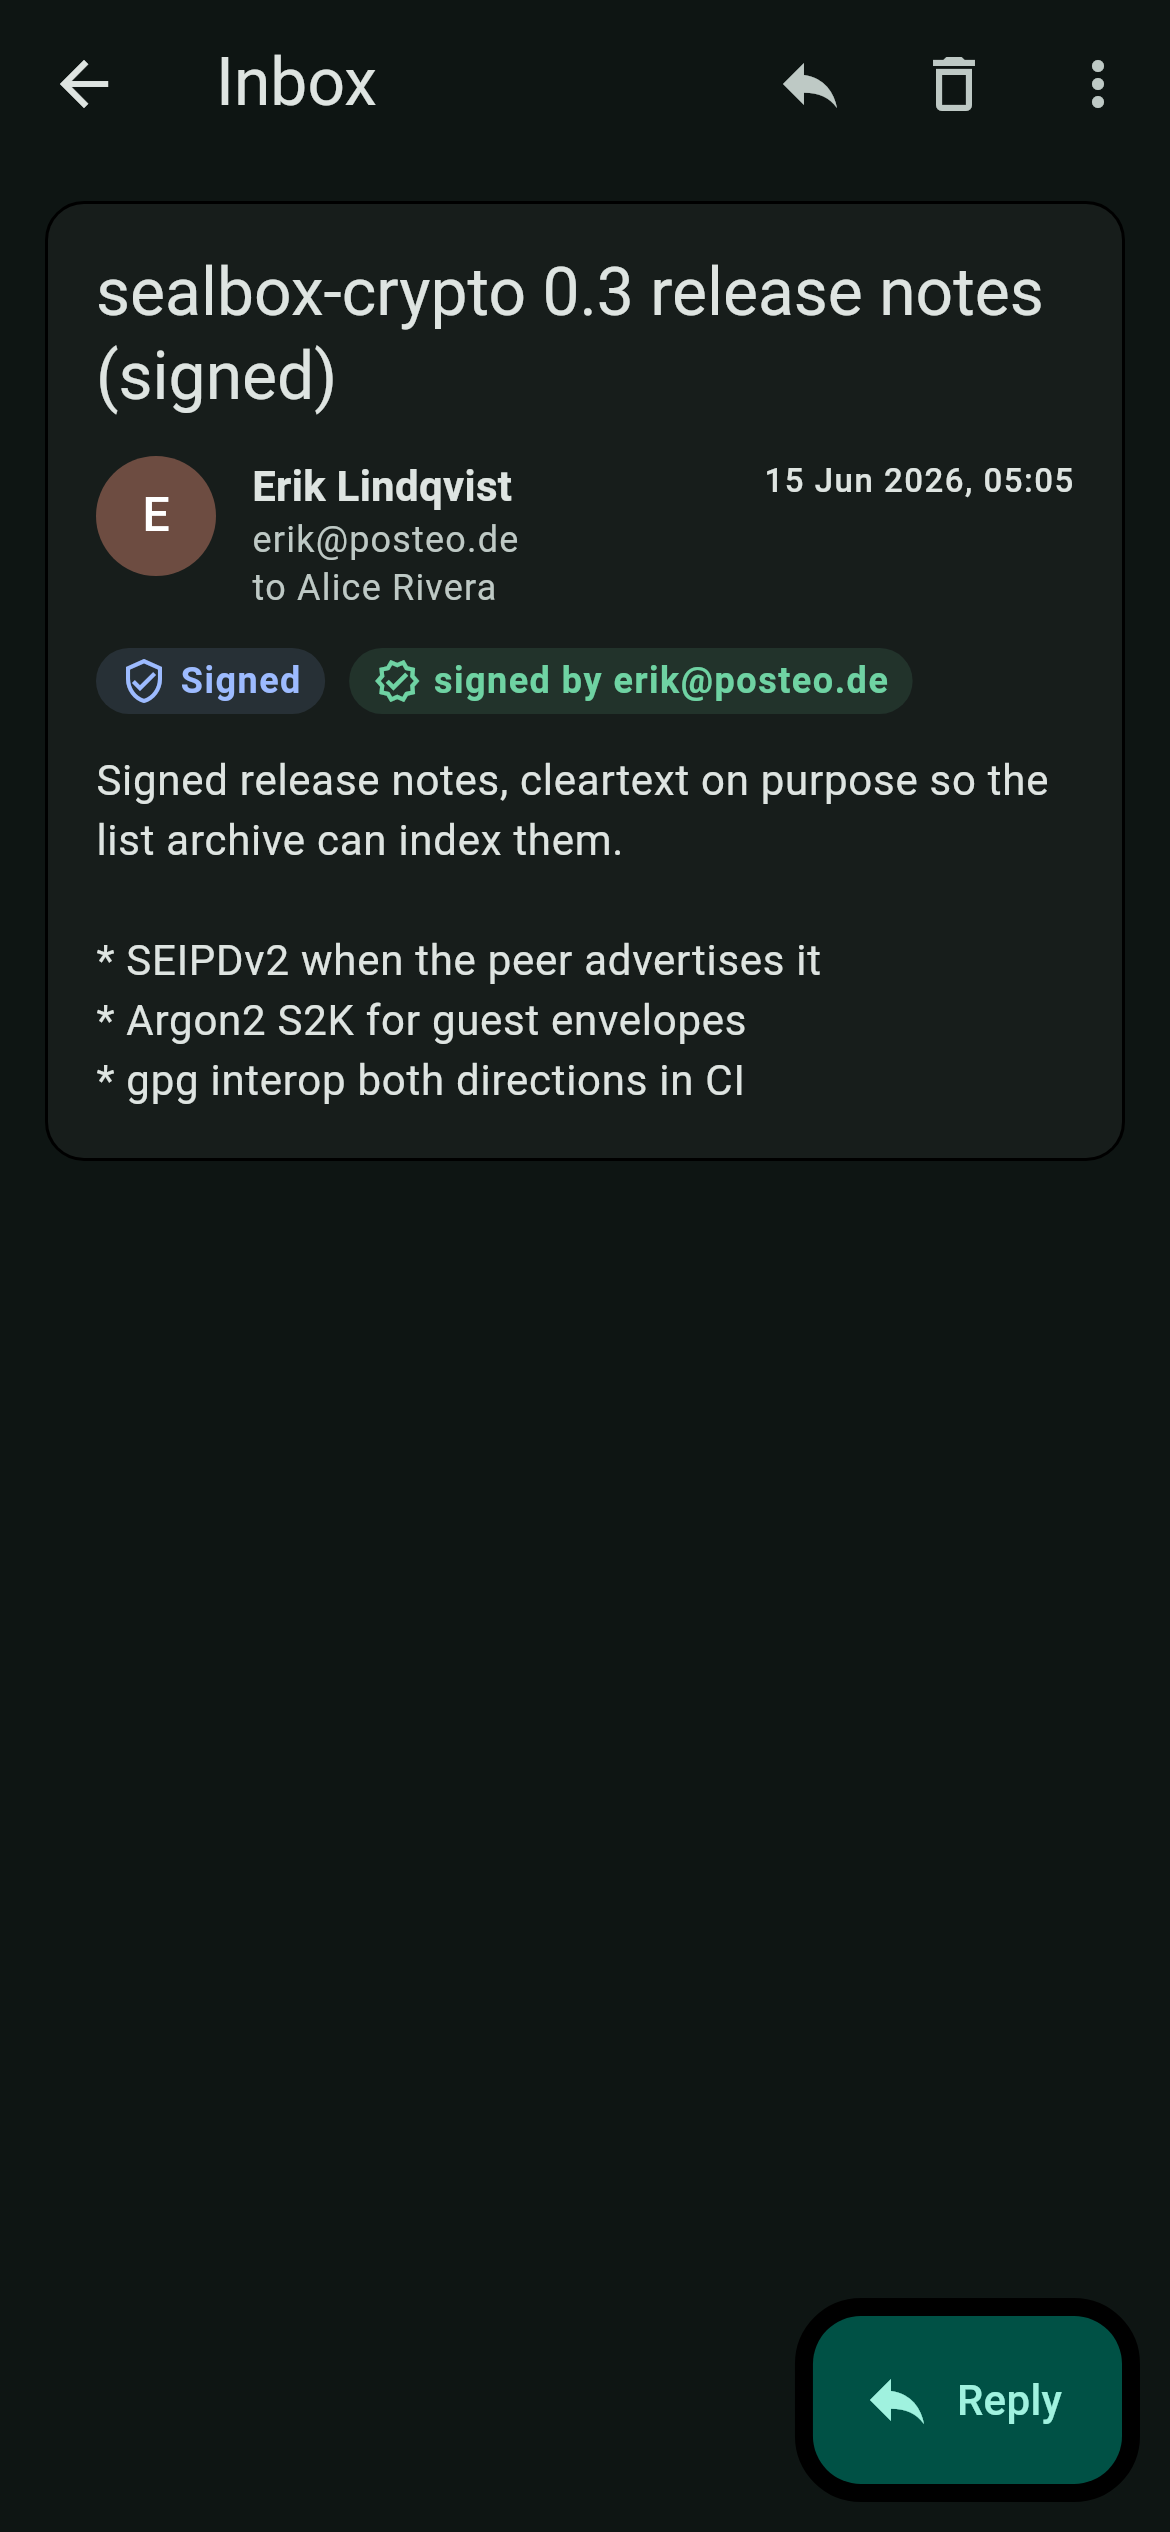 Inbox
sealbox-crypto 0.3 release notes
(signed)
E
Erik Lindqvist
15 Jun 2026, 05:05
erik@posteo.de
to Alice Rivera
Signed
signed by erik@posteo.de
Signed release notes, cleartext on purpose so the
list archive can index them.
* SEIPDv2 when the peer advertises it
* Argon2 S2K for guest envelopes
* gpg interop both directions in CI
Reply